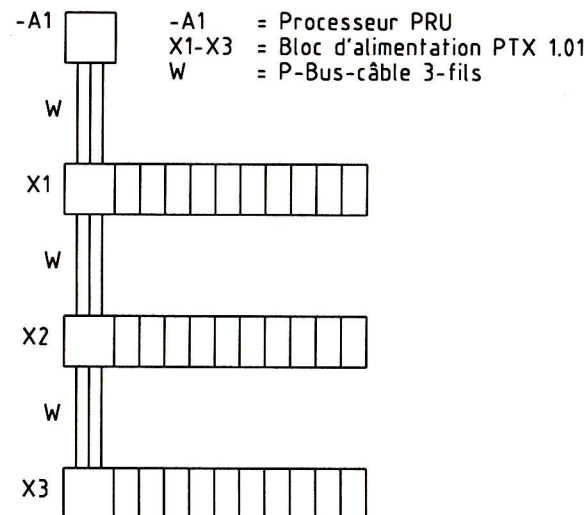 -A1 -A1 = Processeur PRU
X1-X3 = Bloc d'alimentation PTX 1.01
W = P-Bus-câble 3-fils
W
X1
W
X2
W
X3